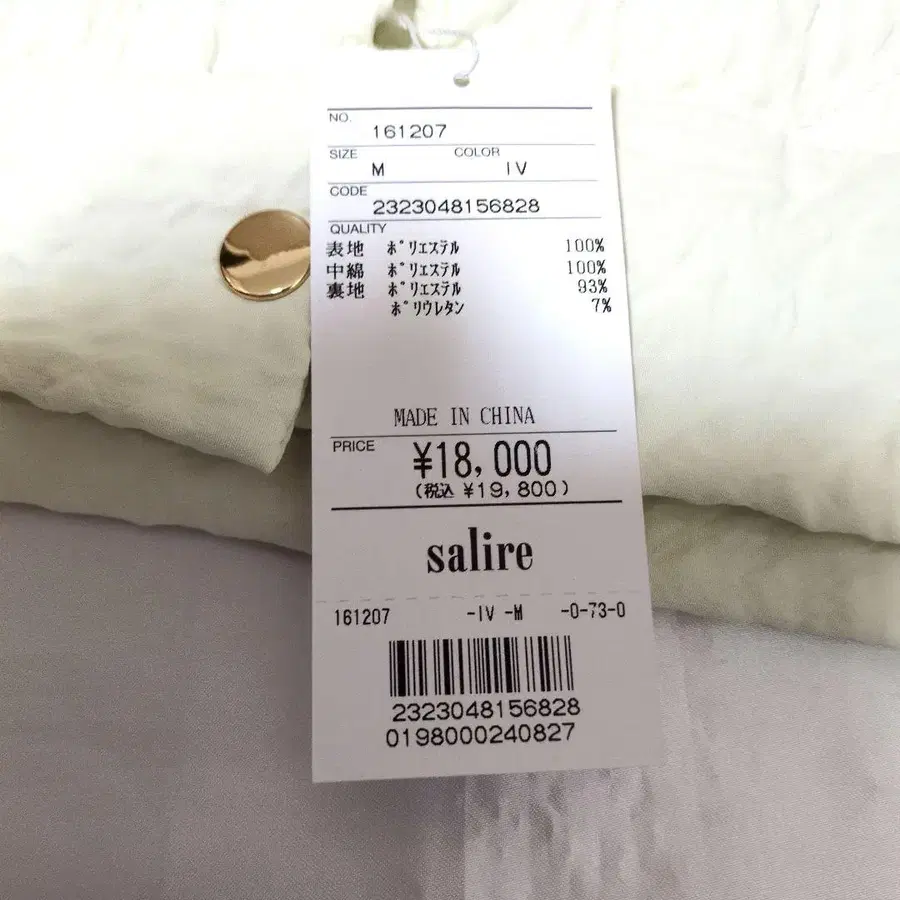 NO.
161207
SIZE COLOR
M IV
CODE
2323048156828
QUALITY
表地 ﾎﾟﾘｴｽﾃﾙ 100%
中綿 ﾎﾟﾘｴｽﾃﾙ 100%
裏地 ﾎﾟﾘｴｽﾃﾙ 93%
ﾎﾟﾘｳﾚﾀﾝ 7%
MADE IN CHINA
PRICE
¥18,000
(税込 ¥19,800)
salire
161207 -IV -M -0-73-0
2323048156828
0198000240827